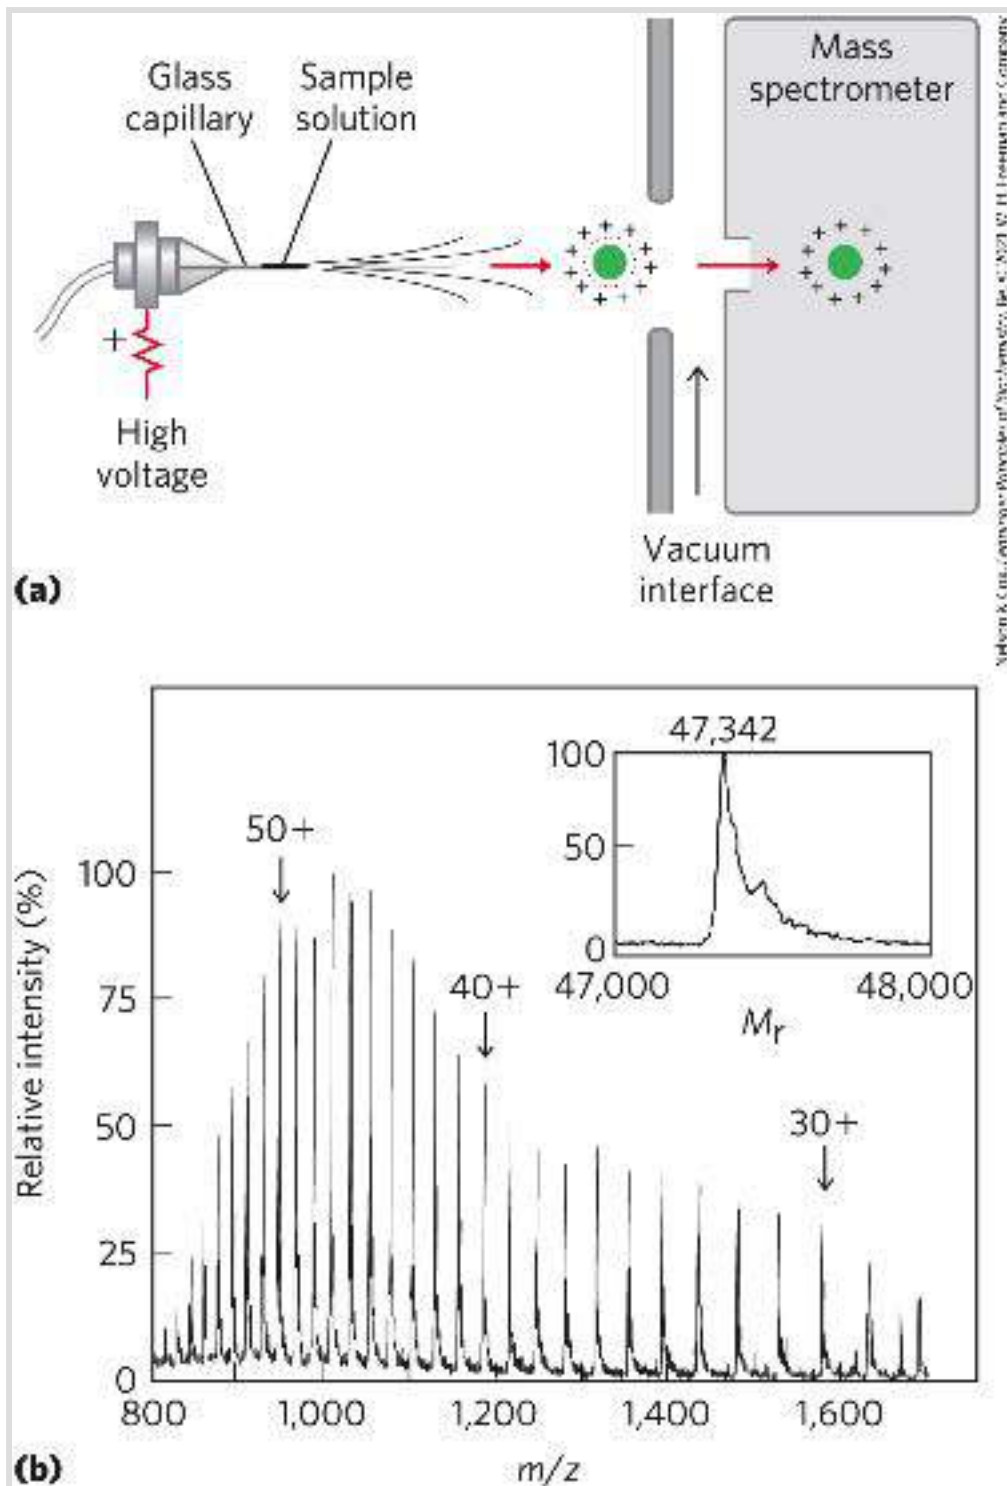 Glass
capillary
Sample
solution
Mass
spectrometer
+
High
voltage
Vacuum
interface
(a)
47,342
100
50
0
47,000
48,000
Mr
50+
40+
30+
Relative intensity (%)
100
75
50
25
0
800
1,000
1,200
1,400
1,600
m/z
(b)